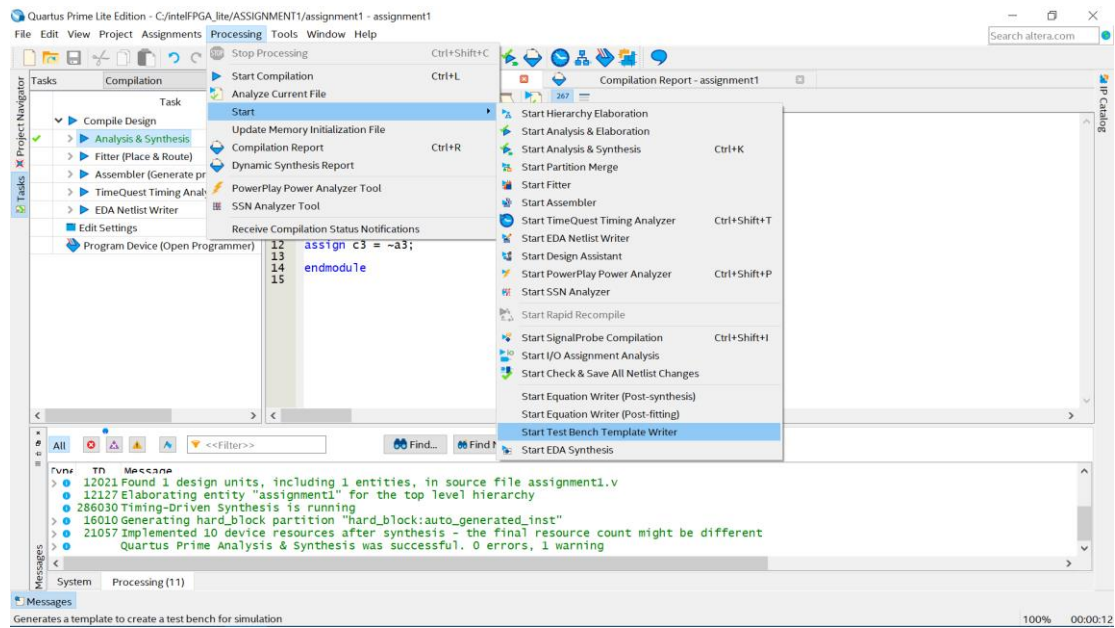 Quartus Prime Lite Edition - C:/intelFPGA_lite/ASSIGNMENT1/assignment1 - assignment1
File Edit View Project Assignments Processing Tools Window Help
Search altera.com
Stop Processing Ctrl+Shift+C
Start Compilation Ctrl+L
Analyze Current File
Start
Update Memory Initialization File
Compilation Report Ctrl+R
Dynamic Synthesis Report
PowerPlay Power Analyzer Tool
SSN Analyzer Tool
Receive Compilation Status Notifications
Project Navigator
Tasks
Tasks Compilation
Task
Compile Design
Analysis & Synthesis
Fitter (Place & Route)
Assembler (Generate pr
TimeQuest Timing Analy
EDA Netlist Writer
Edit Settings
Program Device (Open Programmer)
Compilation Report - assignment1
267
IP Catalog
Start Hierarchy Elaboration
Start Analysis & Elaboration
Start Analysis & Synthesis Ctrl+K
Start Partition Merge
Start Fitter
Start Assembler
Start TimeQuest Timing Analyzer Ctrl+Shift+T
Start EDA Netlist Writer
Start Design Assistant
Start PowerPlay Power Analyzer Ctrl+Shift+P
Start SSN Analyzer
Start Rapid Recompile
Start SignalProbe Compilation Ctrl+Shift+I
Start I/O Assignment Analysis
Start Check & Save All Netlist Changes
Start Equation Writer (Post-synthesis)
Start Equation Writer (Post-fitting)
Start Test Bench Template Writer
Start EDA Synthesis
12 assign c3 = ~a3;
13
14 endmodule
15
All <<Filter>> Find... Find N
Type ID Message
12021 Found 1 design units, including 1 entities, in source file assignment1.v
12127 Elaborating entity "assignment1" for the top level hierarchy
286030 Timing-Driven Synthesis is running
16010 Generating hard_block partition "hard_block:auto_generated_inst"
21057 Implemented 10 device resources after synthesis - the final resource count might be different
Quartus Prime Analysis & Synthesis was successful. 0 errors, 1 warning
Messages
System Processing (11)
Messages
Generates a template to create a test bench for simulation 100% 00:00:12